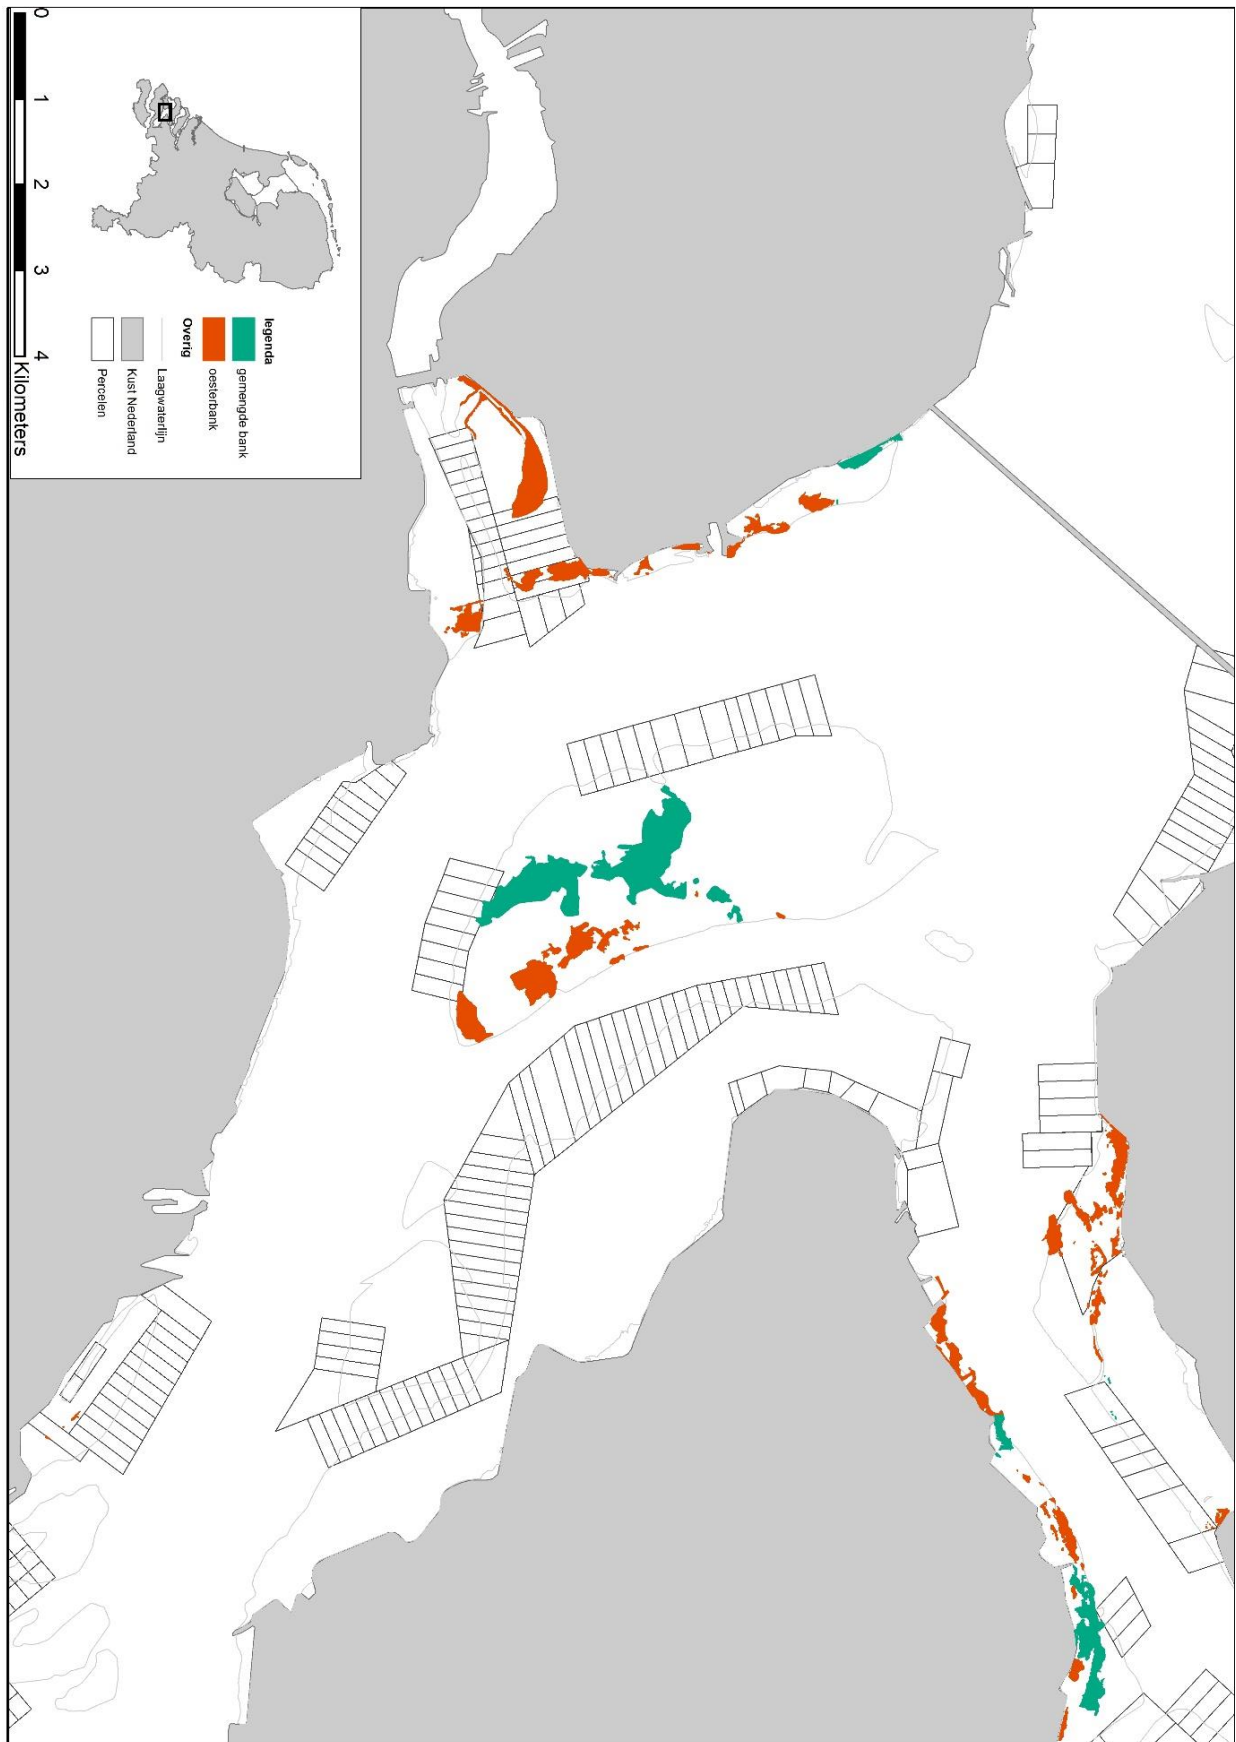 legenda
gemengde bank
oesterbank
Overig
Laagwaterlijn
Kust Nederland
Percelen
0 1 2 3 4
Kilometers